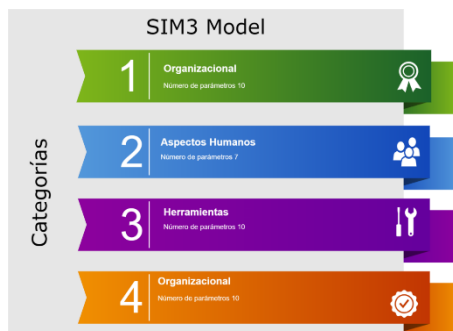 SIM3 Model
Categorías
1
Organizacional
Número de parámetros 10
2
Aspectos Humanos
Número de parámetros 7
3
Herramientas
Número de parámetros 10
4
Organizacional
Número de parámetros 10